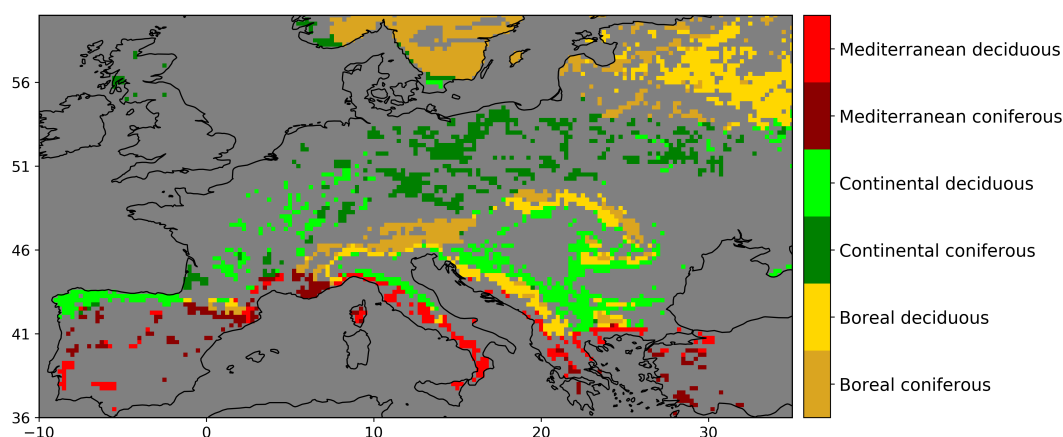 56
51
46
41
36
−10
0
10
20
30
Mediterranean deciduous
Mediterranean coniferous
Continental deciduous
Continental coniferous
Boreal deciduous
Boreal coniferous